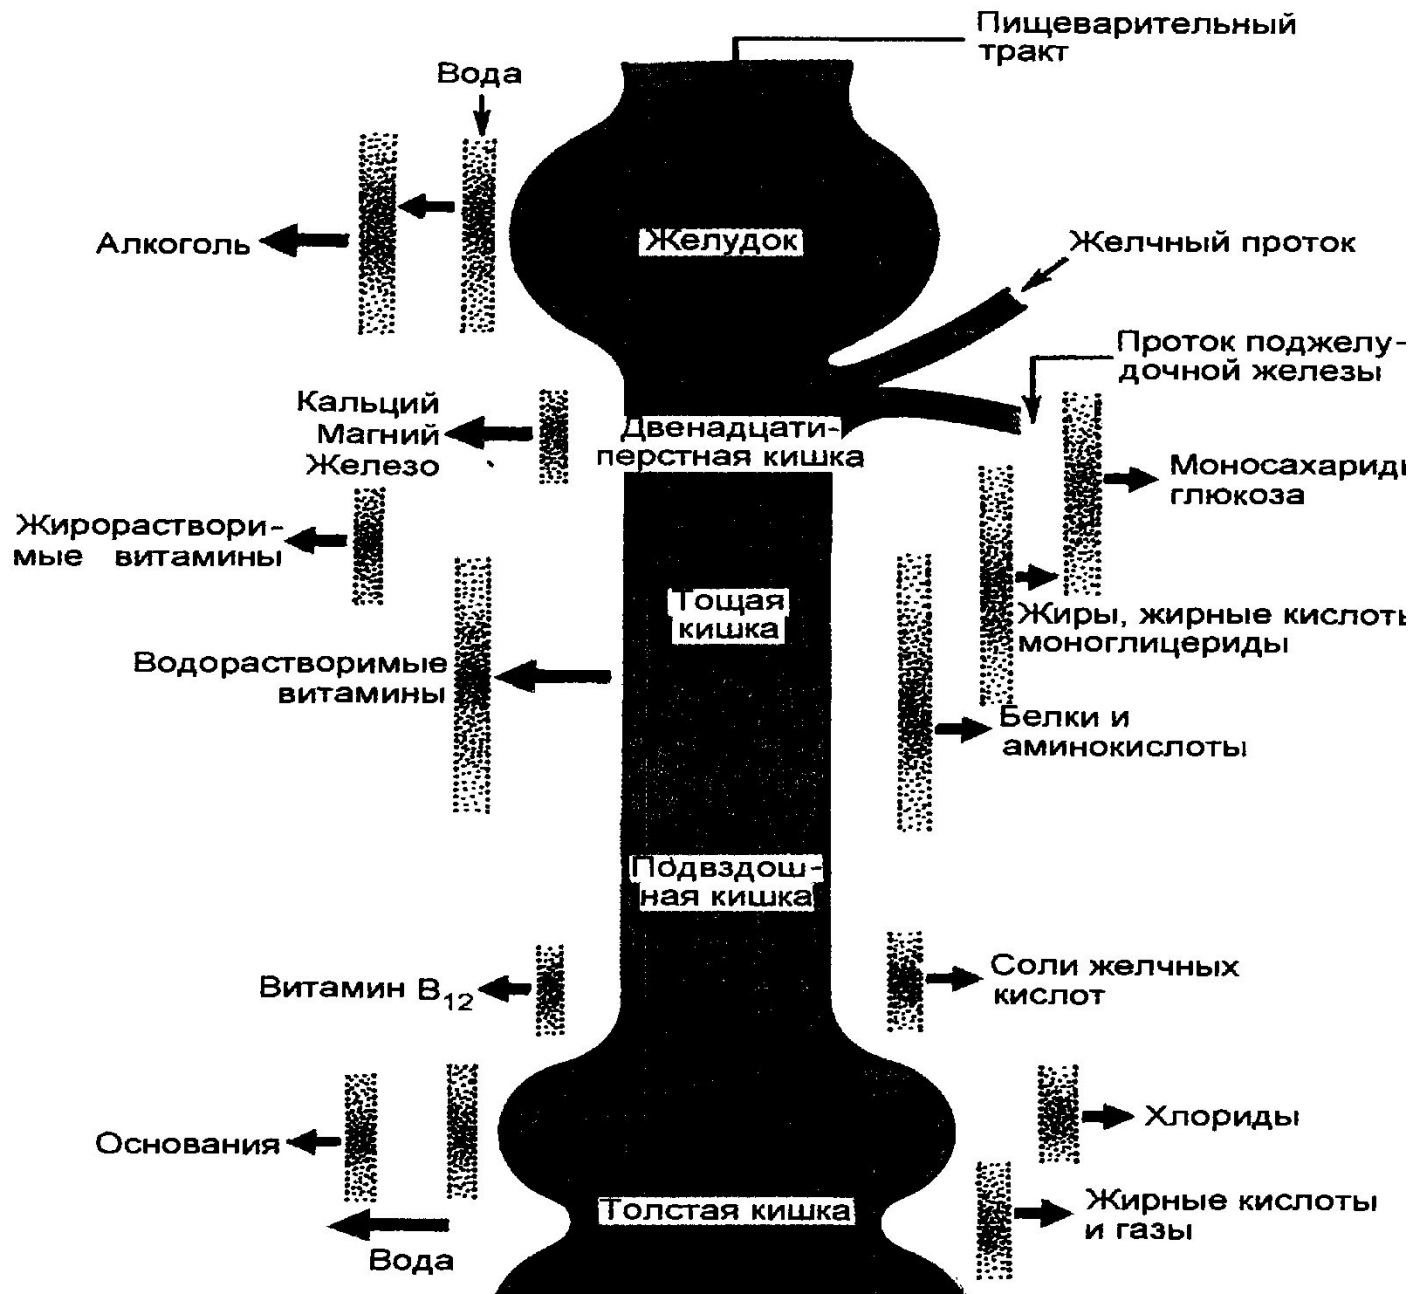 Пищеварительный
тракт
Вода
Алкоголь
Желудок
Желчный проток
Проток поджелу-
дочной железы
Кальций
Магний
Железо
Двенадцати-
перстная кишка
Моносахариды
глюкоза
Жирораствори-
мые витамины
Тощая
кишка
Жиры, жирные кислоты
моноглицериды
Водорастворимые
витамины
Белки и
аминокислоты
Подвздош-
ная кишка
Витамин В12
Соли желчных
кислот
Основания
Хлориды
Толстая кишка
Жирные кислоты
и газы
Вода